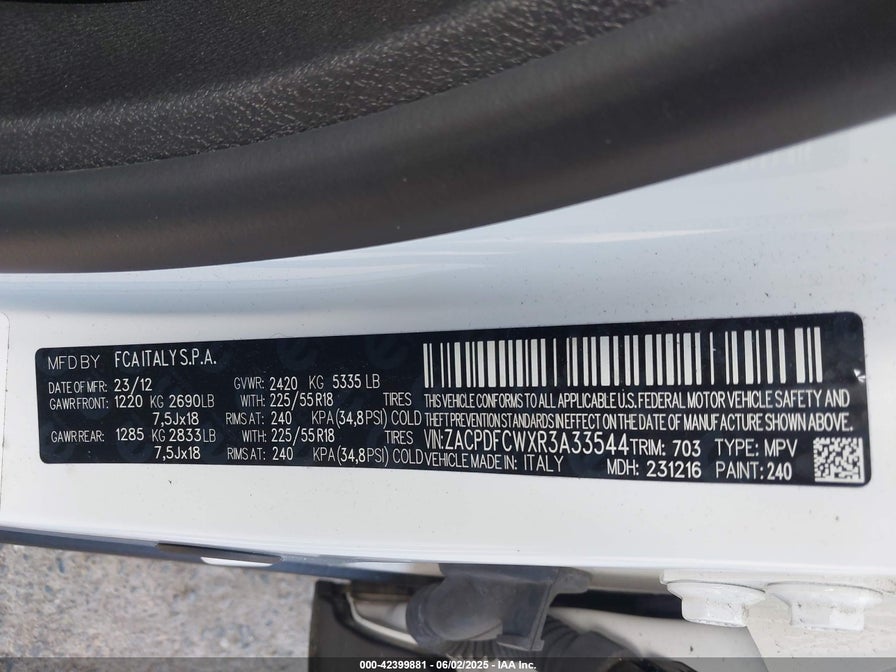 MFD BY FCA ITALY S.P.A.
DATE OF MFR: 23/12 GVWR: 2420 KG 5335 LB
GAWR FRONT: 1220 KG 2690LB WITH: 225/55R18 TIRES
7,5Jx18 RIMS AT: 240 KPA (34,8PSI) COLD
GAWR REAR: 1285 KG 2833LB WITH: 225/55R18 TIRES
7,5Jx18 RIMS AT: 240 KPA (34,8PSI) COLD
THIS VEHICLE CONFORMS TO ALL APPLICABLE U.S. FEDERAL MOTOR VEHICLE SAFETY AND
THEFT PREVENTION STANDARDS IN EFFECT ON THE DATE OF MANUFACTURE SHOWN ABOVE.
VIN: ZACPDFCWXR3A33544 TRIM: 703 TYPE: MPV
VEHICLE MADE IN: ITALY MDH: 231216 PAINT: 240
000-42399881 - 06/02/2025 - IAA Inc.